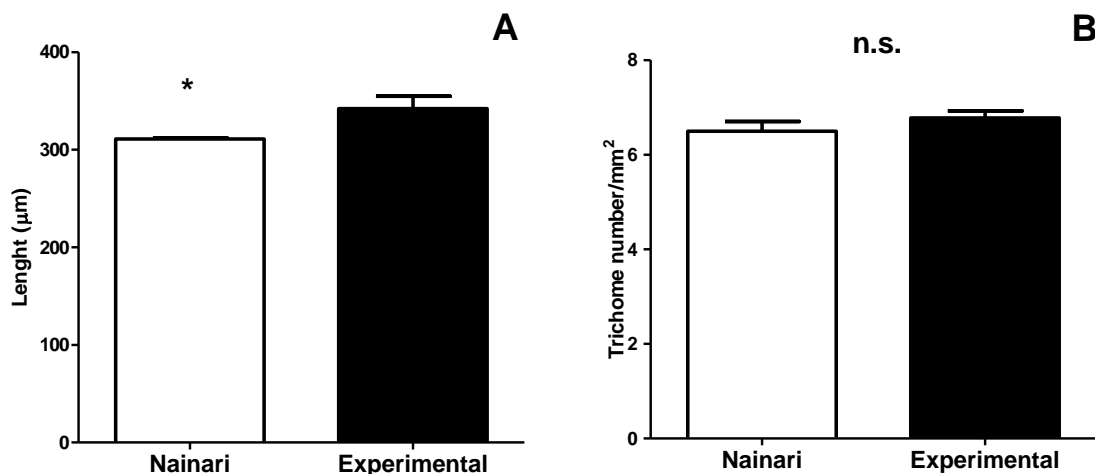 A
400
300
200
100
0
Lenght (μm)
*
Nainari
Experimental
B
n.s.
8
6
4
2
0
Trichome number/mm²
Nainari
Experimental